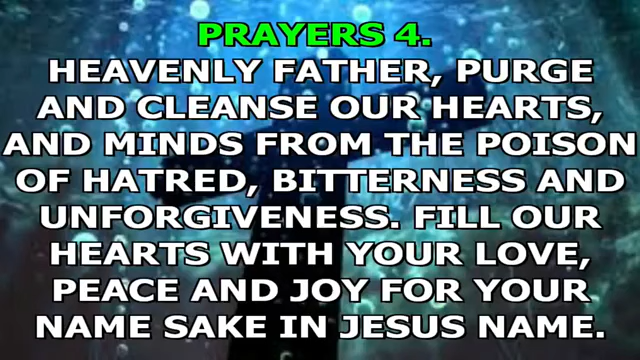 PRAYERS 4.
HEAVENLY FATHER, PURGE
AND CLEANSE OUR HEARTS,
AND MINDS FROM THE POISON
OF HATRED, BITTERNESS AND
UNFORGIVENESS. FILL OUR
HEARTS WITH YOUR LOVE,
PEACE AND JOY FOR YOUR
NAME SAKE IN JESUS NAME.